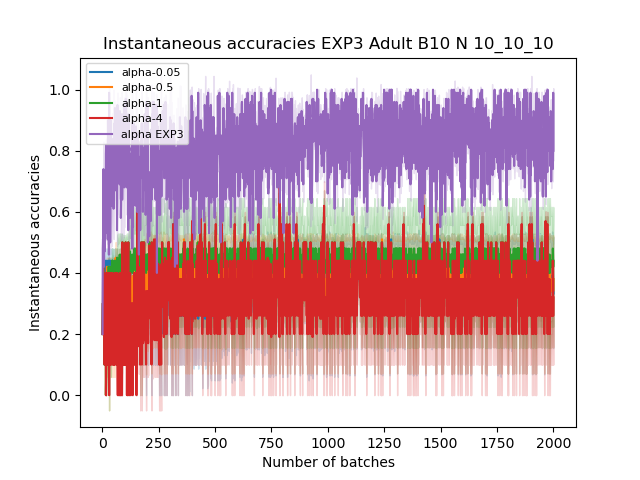 Instantaneous accuracies EXP3 Adult B10 N 10_10_10
alpha-0.05
alpha-0.5
alpha-1
alpha-4
alpha EXP3
1.0
0.8
0.6
0.4
0.2
0.0
Instantaneous accuracies
0 250 500 750 1000 1250 1500 1750 2000
Number of batches